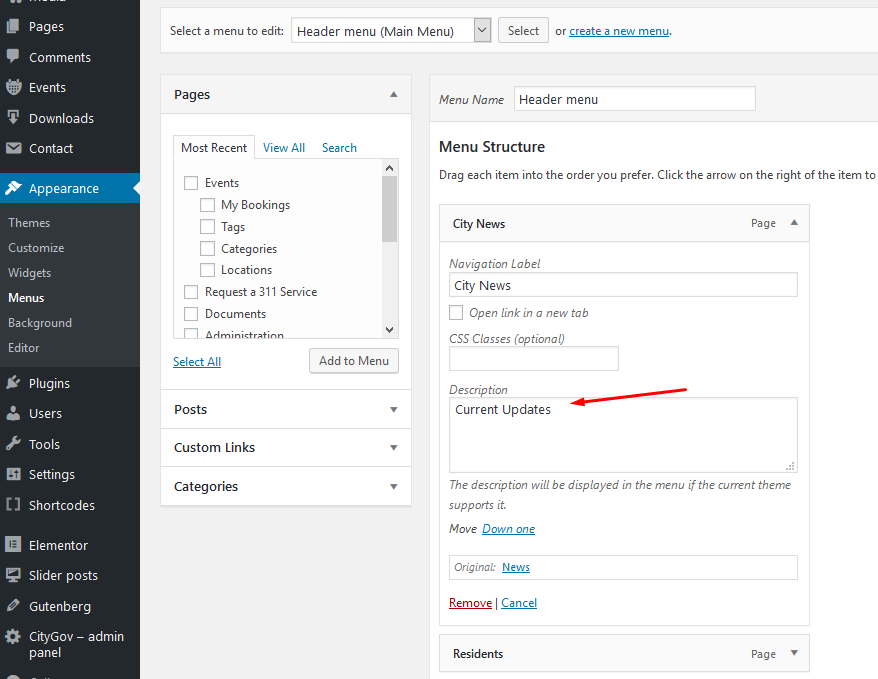 Media
Pages
Comments
Events
Downloads
Contact
Appearance
Themes
Customize
Widgets
Menus
Background
Editor
Plugins
Users
Tools
Settings
Shortcodes
Elementor
Slider posts
Gutenberg
CityGov – admin
panel
Select a menu to edit: Header menu (Main Menu) Select or create a new menu.
Pages
Most Recent View All Search
Events
My Bookings
Tags
Categories
Locations
Request a 311 Service
Documents
Administration
Select All Add to Menu
Posts
Custom Links
Categories
Menu Name Header menu
Menu Structure
Drag each item into the order you prefer. Click the arrow on the right of the item to
City News Page
Navigation Label
City News
Open link in a new tab
CSS Classes (optional)
Description
Current Updates
The description will be displayed in the menu if the current theme
supports it.
Move Down one
Original: News
Remove | Cancel
Residents Page